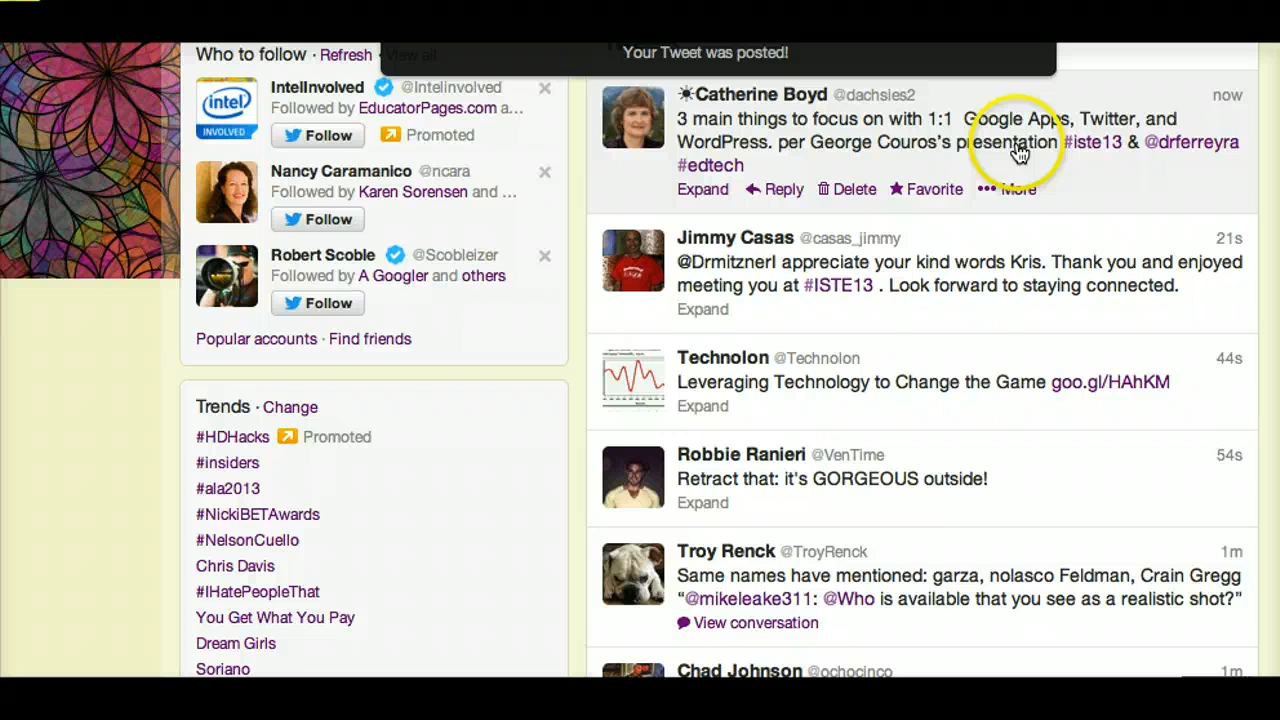 Your Tweet was posted!
Who to follow · Refresh · View all
intel
INVOLVED
IntelInvolved @Intelinvolved
Followed by EducatorPages.com a...
Follow Promoted
Nancy Caramanico @ncara
Followed by Karen Sorensen and ...
Follow
Robert Scoble @Scobleizer
Followed by A Googler and others
Follow
Popular accounts · Find friends
Trends · Change
#HDHacks Promoted
#insiders
#ala2013
#NickiBETAwards
#NelsonCuello
Chris Davis
#IHatePeopleThat
You Get What You Pay
Dream Girls
Soriano
☀Catherine Boyd @dachsies2 now
3 main things to focus on with 1:1 Google Apps, Twitter, and
WordPress. per George Couros's presentation #iste13 & @drferreyra
#edtech
Expand Reply Delete Favorite ••• More
Jimmy Casas @casas_jimmy 21s
@DrmitznerI appreciate your kind words Kris. Thank you and enjoyed
meeting you at #ISTE13 . Look forward to staying connected.
Expand
Technolon @Technolon 44s
Leveraging Technology to Change the Game goo.gl/HAhKM
Expand
Robbie Ranieri @VenTime 54s
Retract that: it's GORGEOUS outside!
Expand
Troy Renck @TroyRenck 1m
Same names have mentioned: garza, nolasco Feldman, Crain Gregg
“@mikeleake311: @Who is available that you see as a realistic shot?”
View conversation
Chad Johnson @ochocinco 1m